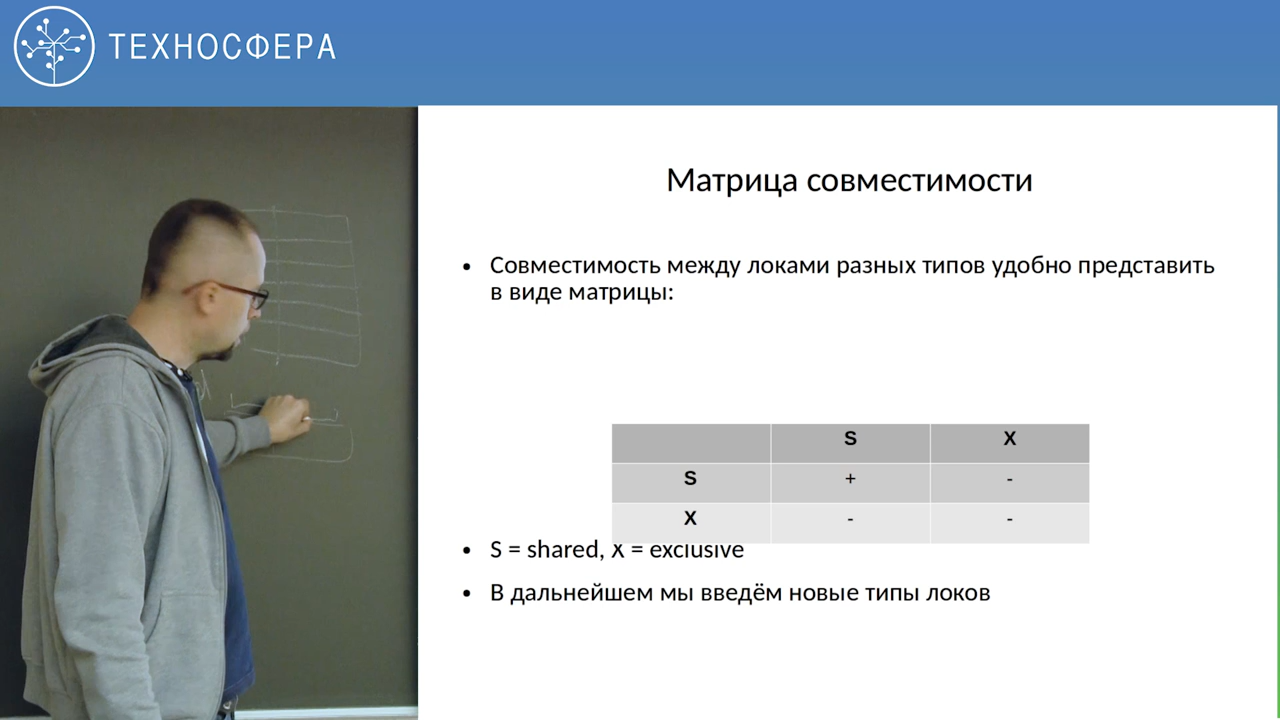 ТЕХНОСФЕРА
Матрица совместимости
• Совместимость между локами разных типов удобно представить
в виде матрицы:
S X
S + -
X - -
• S = shared, X = exclusive
• В дальнейшем мы введём новые типы локов